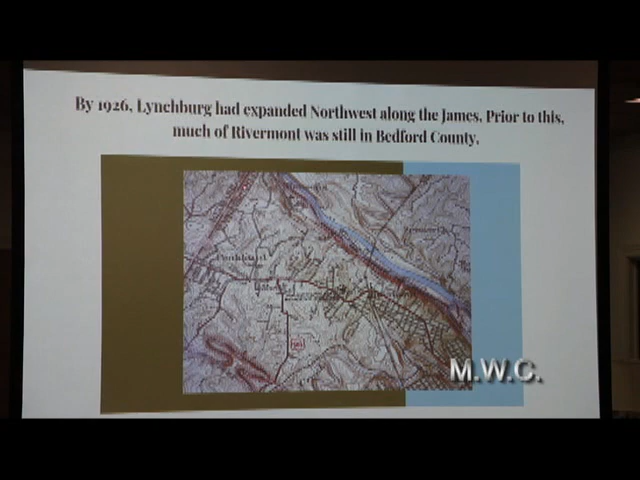 By 1926, Lynchburg had expanded Northwest along the James, Prior to this,
much of Rivermont was still in Bedford County,
M.W.C.